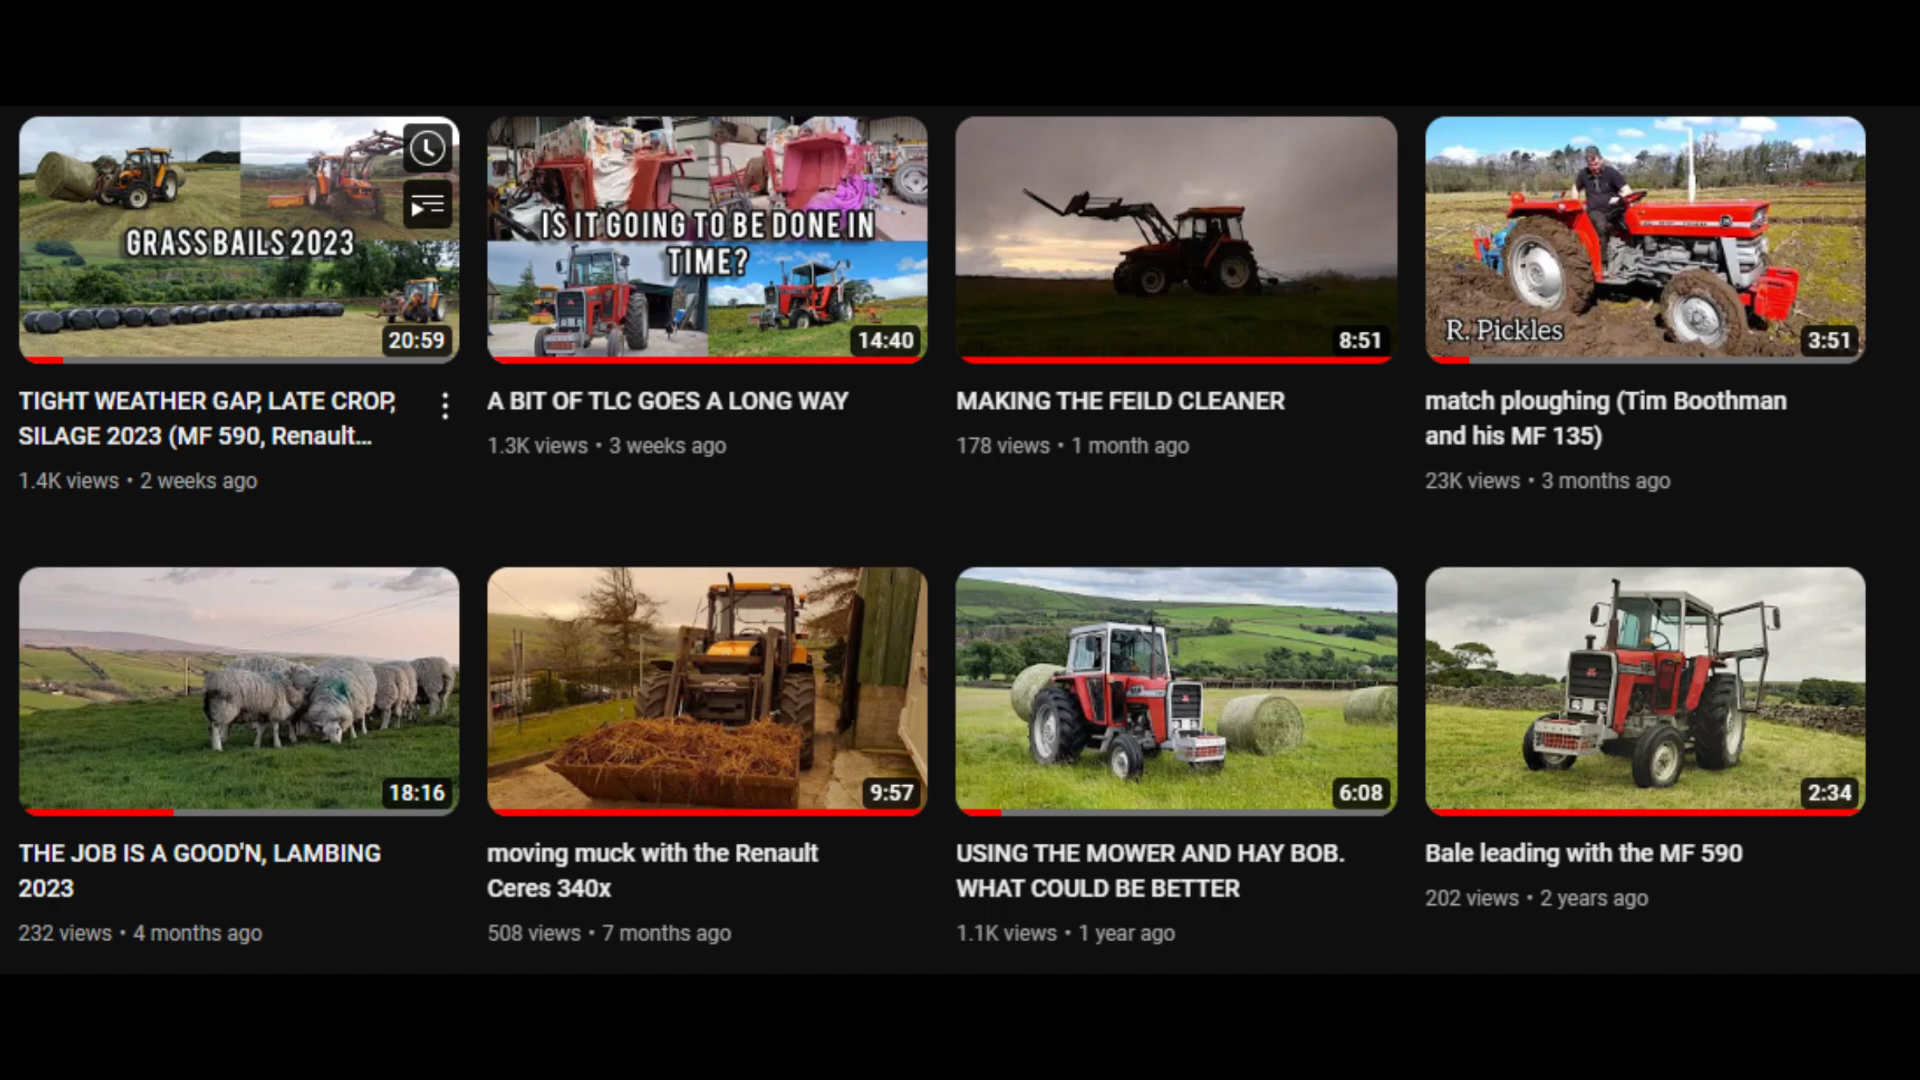 GRASS BAILS 2023
20:59
IS IT GOING TO BE DONE IN
TIME?
14:40
8:51
R. Pickles
3:51
TIGHT WEATHER GAP, LATE CROP,
SILAGE 2023 (MF 590, Renault...
1.4K views • 2 weeks ago
A BIT OF TLC GOES A LONG WAY
1.3K views • 3 weeks ago
MAKING THE FEILD CLEANER
178 views • 1 month ago
match ploughing (Tim Boothman
and his MF 135)
23K views • 3 months ago
18:16
9:57
6:08
2:34
THE JOB IS A GOOD'N, LAMBING
2023
232 views • 4 months ago
moving muck with the Renault
Ceres 340x
508 views • 7 months ago
USING THE MOWER AND HAY BOB.
WHAT COULD BE BETTER
1.1K views • 1 year ago
Bale leading with the MF 590
202 views • 2 years ago